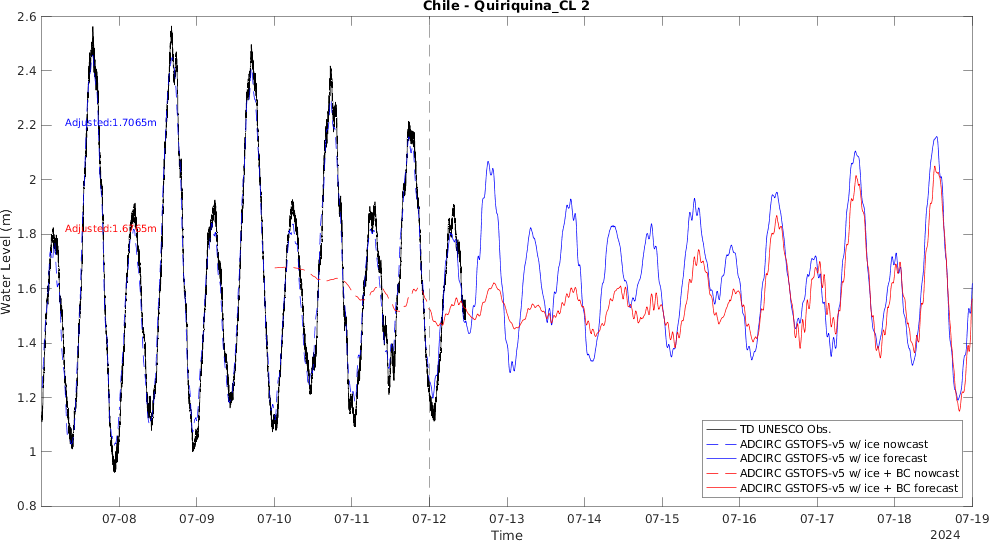 Chile - Quiriquina_CL 2
2.6
2.4
2.2
2
1.8
1.6
1.4
1.2
1
0.8
Water Level (m)
Adjusted:1.7065m
07-08
07-09
07-10
07-11
07-12
07-13
07-14
07-15
07-16
07-17
07-18
07-19
Time
2024
TD UNESCO Obs.
ADCIRC GSTOFS-v5 w/ ice nowcast
ADCIRC GSTOFS-v5 w/ ice forecast
ADCIRC GSTOFS-v5 w/ ice + BC nowcast
ADCIRC GSTOFS-v5 w/ ice + BC forecast